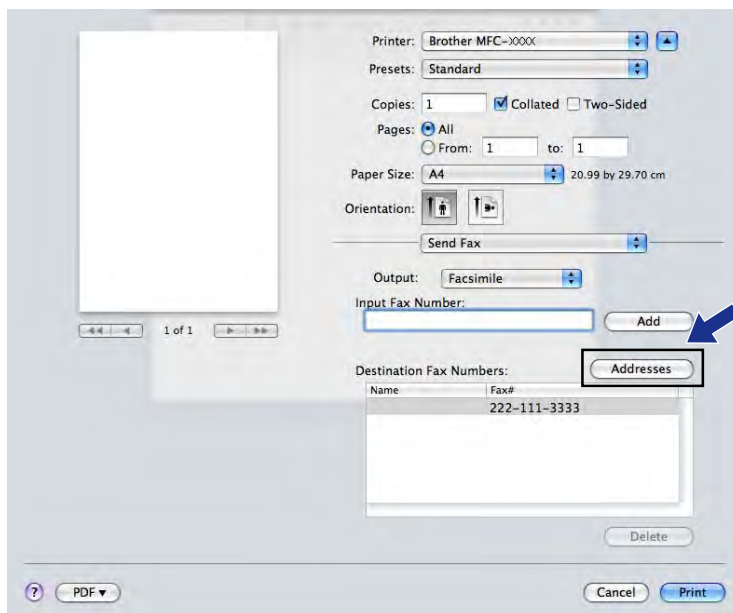 Printer: Brother MFC-XXXX
Presets: Standard
Copies: 1 Collated Two-Sided
Pages: All
From: 1 to: 1
Paper Size: A4 20.99 by 29.70 cm
Orientation:
Send Fax
Output: Facsimile
Input Fax Number:
Add
1 of 1
Addresses
Destination Fax Numbers:
Name Fax#
222-111-3333
Delete
? PDF Cancel Print